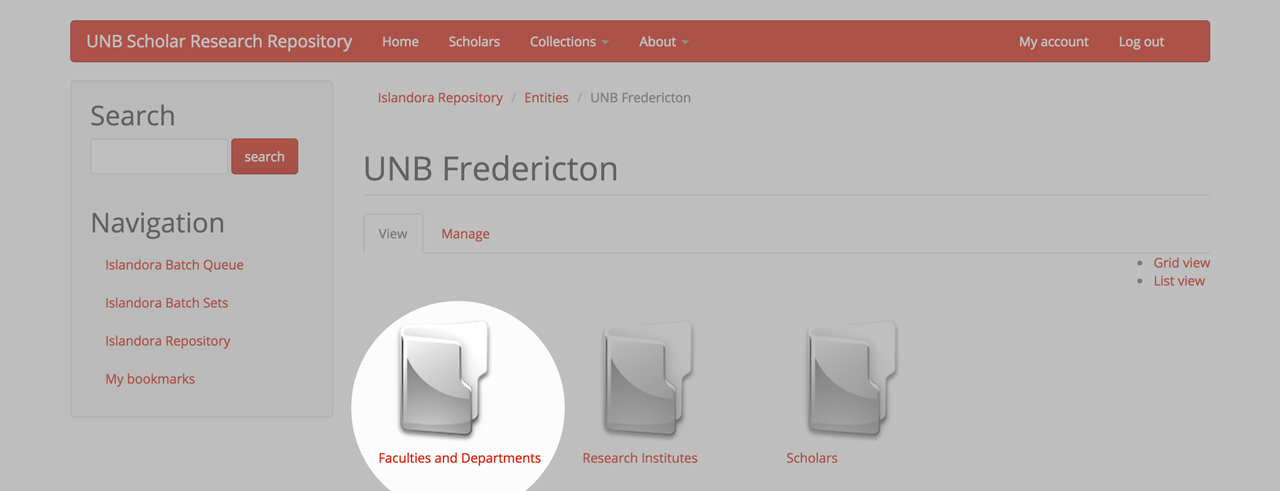 UNB Scholar Research Repository Home Scholars Collections About My account Log out
Search
search
Navigation
Islandora Batch Queue
Islandora Batch Sets
Islandora Repository
My bookmarks
Islandora Repository / Entities / UNB Fredericton
UNB Fredericton
View Manage
Grid view
List view
Faculties and Departments Research Institutes Scholars